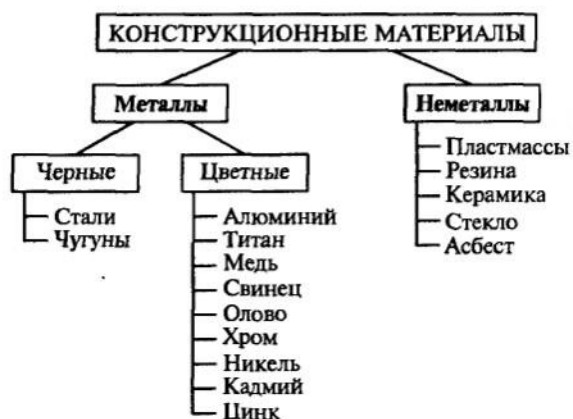 КОНСТРУКЦИОННЫЕ МАТЕРИАЛЫ
Металлы
Неметаллы
Черные
Цветные
Стали
Чугуны
Алюминий
Титан
Медь
Свинец
Олово
Хром
Никель
Кадмий
Цинк
Пластмассы
Резина
Керамика
Стекло
Асбест